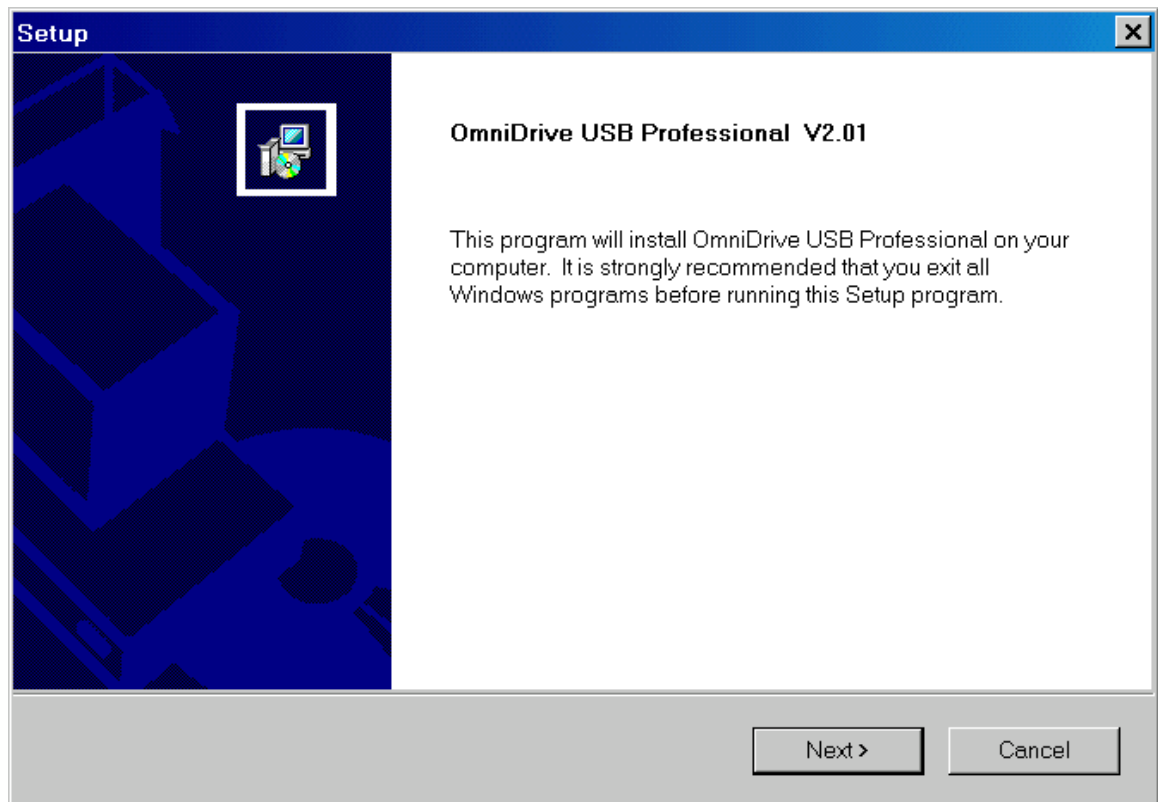 Setup
OmniDrive USB Professional V2.01
This program will install OmniDrive USB Professional on your
computer. It is strongly recommended that you exit all
Windows programs before running this Setup program.
Next >
Cancel